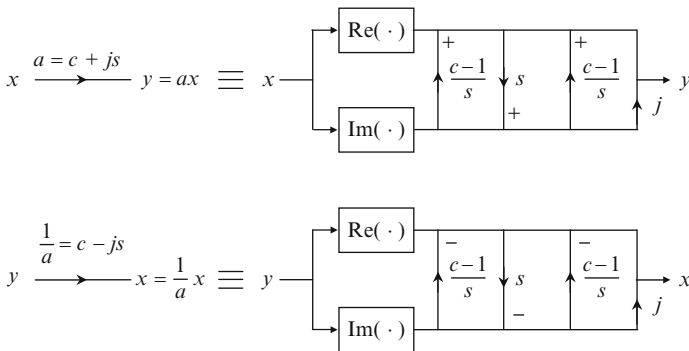 Re( · )
a = c + js
x y = ax ≡ x + c−1/s s + c−1/s y
Im( · ) + j
Re( · )
1/a = c − js
y x = 1/a x ≡ y − c−1/s s − c−1/s x
Im( · ) − j